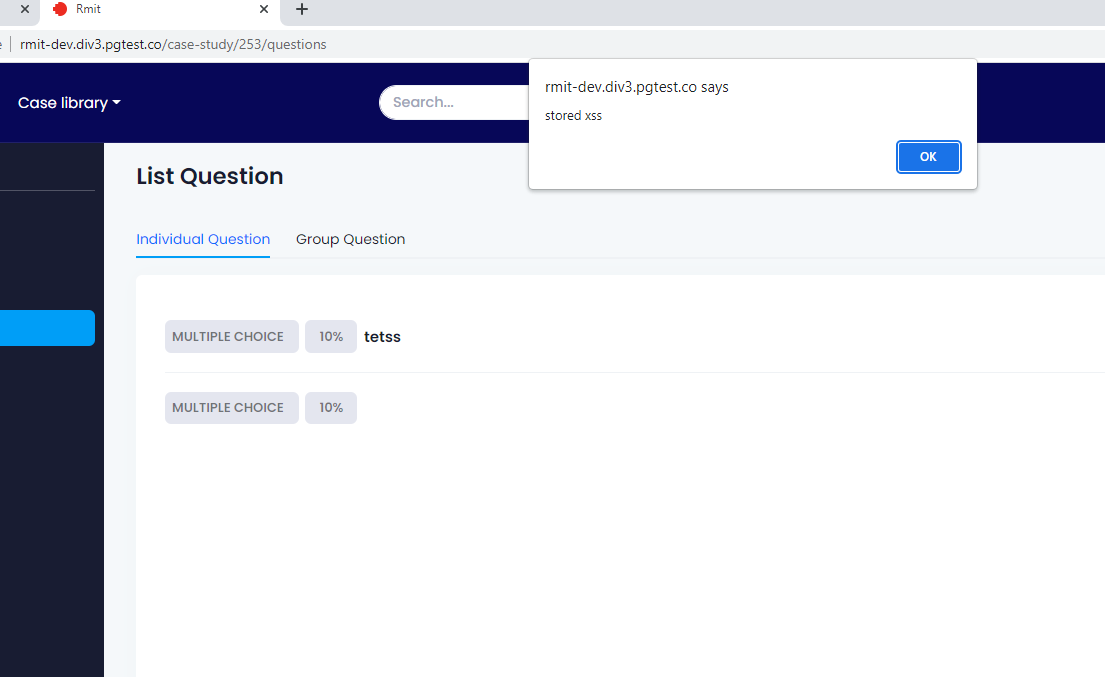 Rmit
rmit-dev.div3.pgtest.co/case-study/253/questions
Case library
Search...
rmit-dev.div3.pgtest.co says
stored xss
OK
List Question
Individual Question
Group Question
MULTIPLE CHOICE 10% tetss
MULTIPLE CHOICE 10%